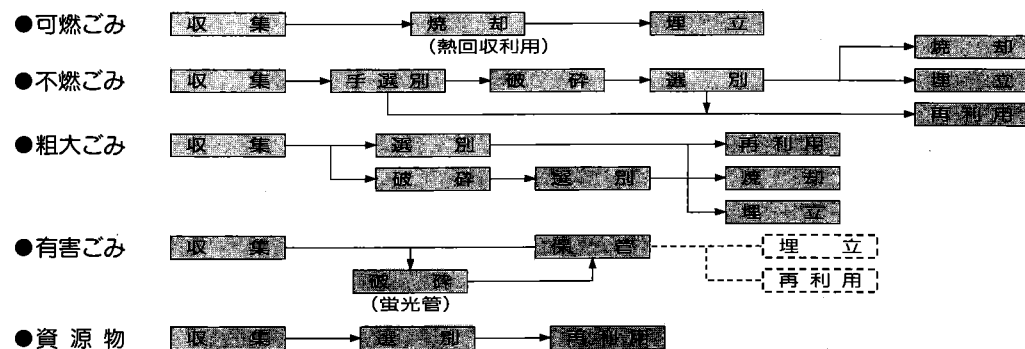 ●可燃ごみ 収集 焼却 埋立
(熱回収利用)
焼却
●不燃ごみ 収集 手選別 破砕 選別 埋立
再利用
●粗大ごみ 収集 選別 再利用
破砕 選別 焼却
埋立
●有害ごみ 収集 保管 埋立
破砕 再利用
(蛍光管)
●資源物 収集 選別 再利用